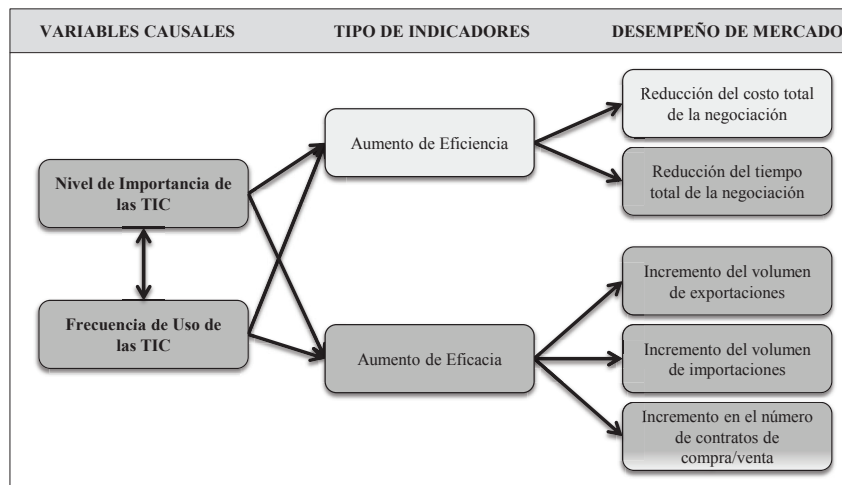 VARIABLES CAUSALES
TIPO DE INDICADORES
DESEMPEÑO DE MERCADO
Nivel de Importancia de
las TIC
Frecuencia de Uso de
las TIC
Aumento de Eficiencia
Aumento de Eficacia
Reducción del costo total
de la negociación
Reducción del tiempo
total de la negociación
Incremento del volumen
de exportaciones
Incremento del volumen
de importaciones
Incremento en el número
de contratos de
compra/venta